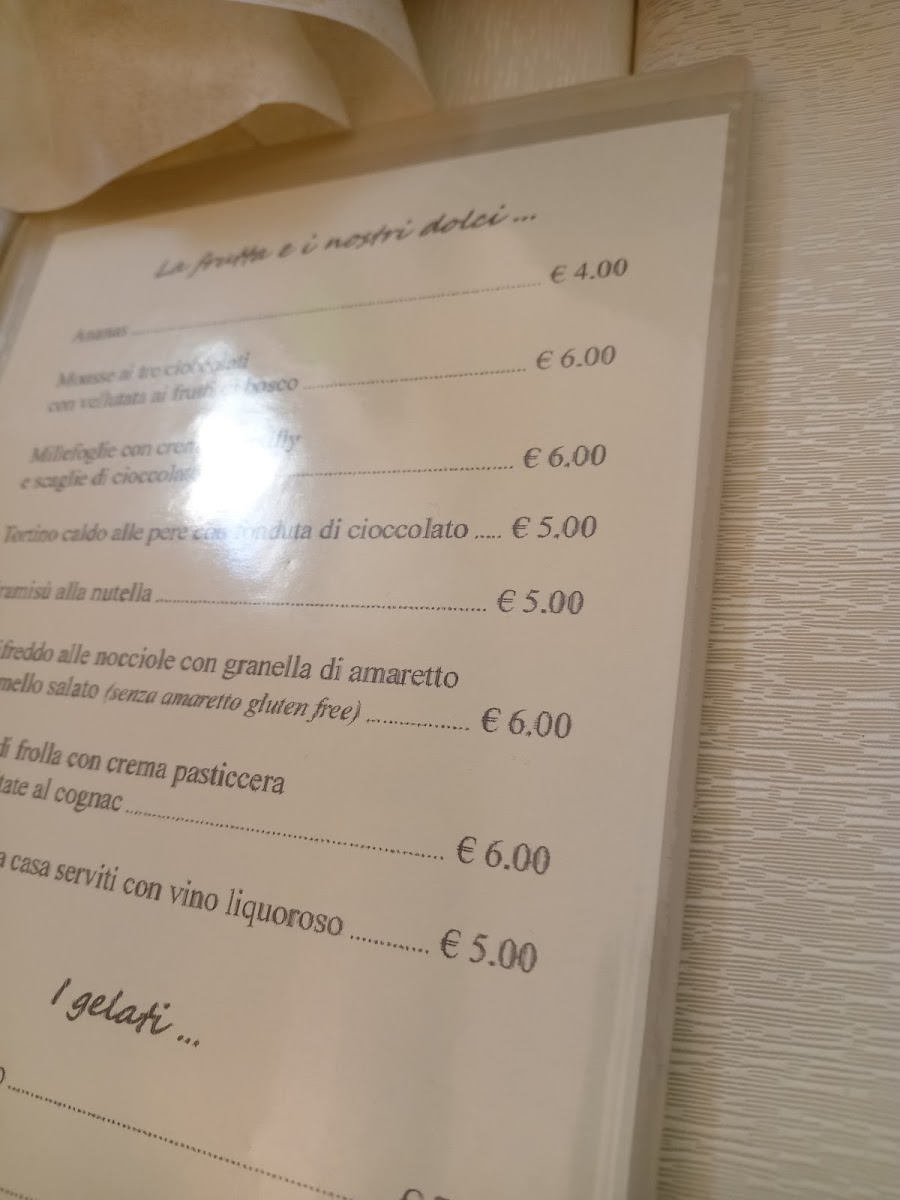 La frutta e i nostri dolci ...
Ananas ........ € 4.00
Mousse ai tre cioccolati
con vellutata ai frutti di bosco ........ € 6.00
Millefoglie con
e scaglie di cioccolato ........ € 6.00
Tortino caldo alle pere con fonduta di cioccolato ..... € 5.00
ramisù alla nutella ........ € 5.00
freddo alle nocciole con granella di amaretto
mello salato (senza amaretto gluten free) ........ € 6.00
di frolla con crema pasticcera
tate al cognac ........ € 6.00
a casa serviti con vino liquoroso ........ € 5.00
I gelati ...